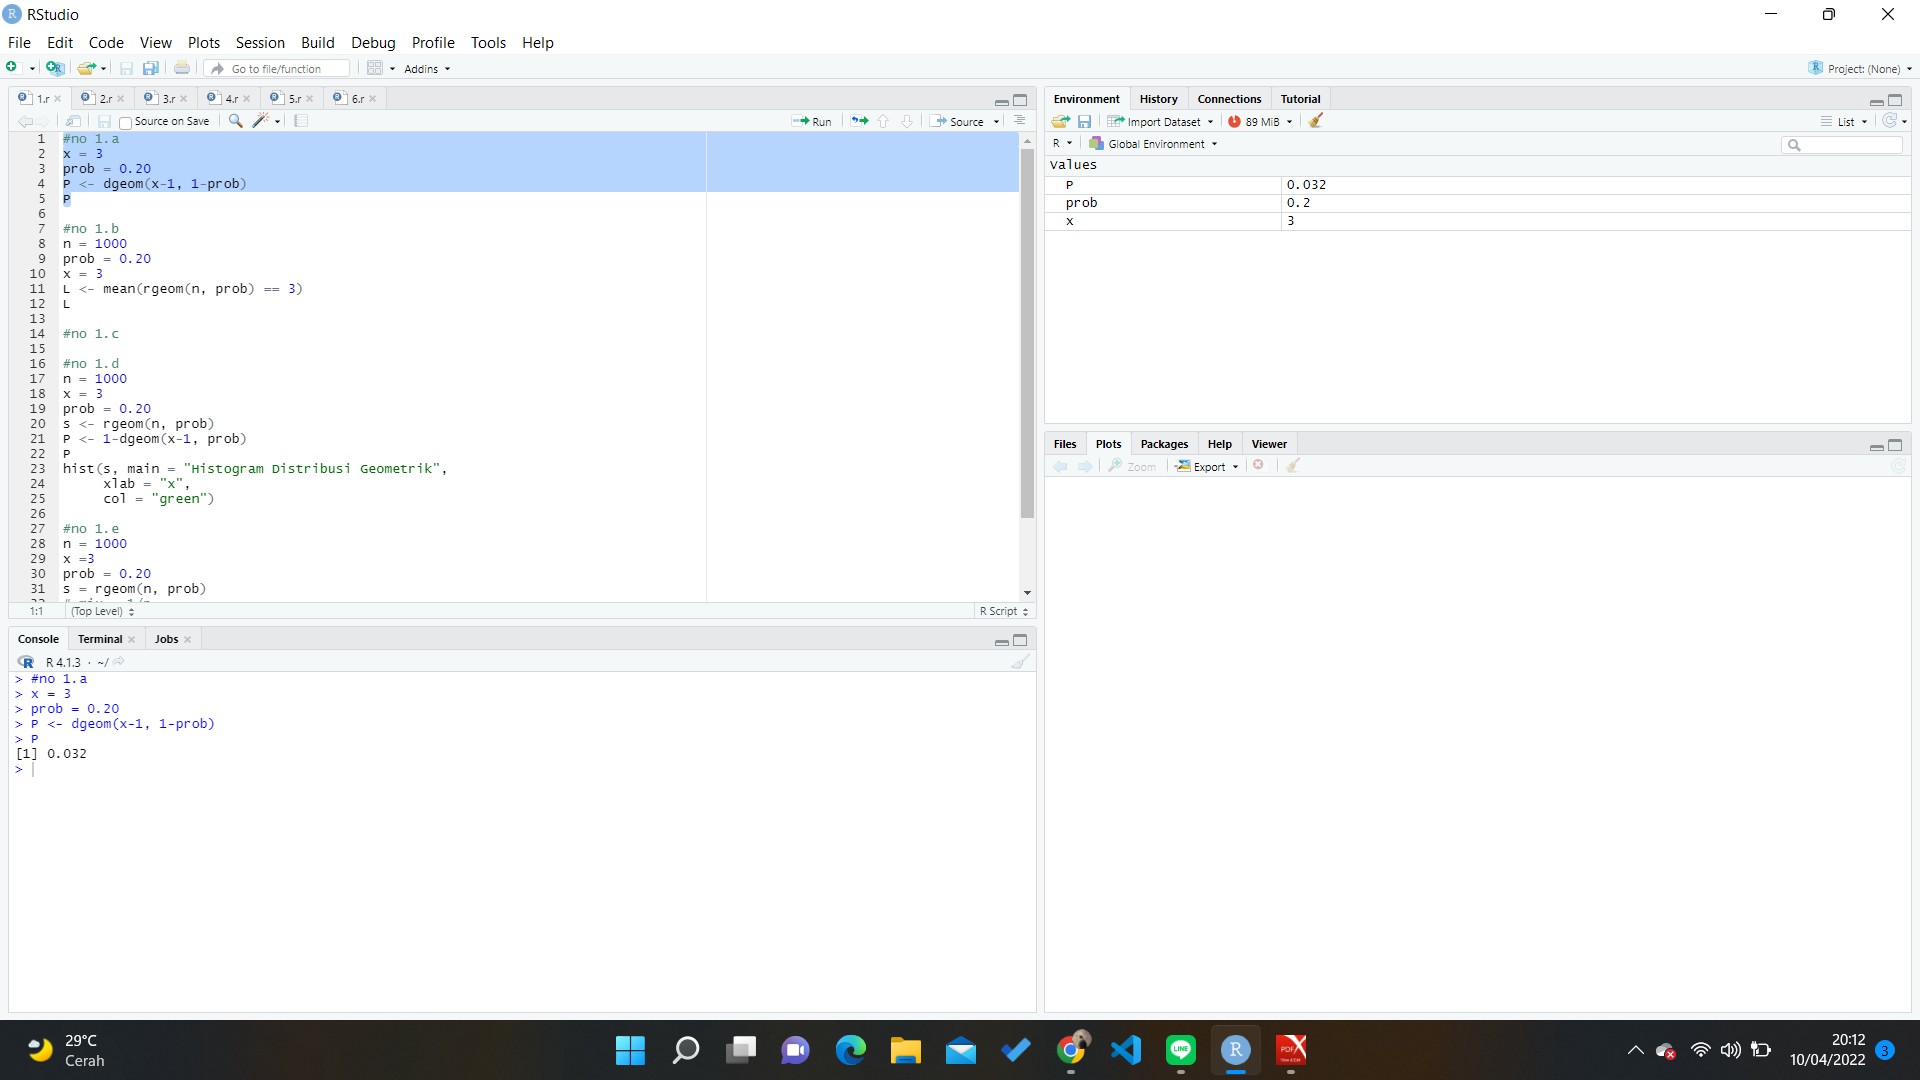 RStudio
File Edit Code View Plots Session Build Debug Profile Tools Help
Go to file/function Addins Project: (None)
1.r 2.r 3.r 4.r 5.r 6.r
Source on Save Run Source
1 #no 1.a
2 x = 3
3 prob = 0.20
4 P <- dgeom(x-1, 1-prob)
5 P
6
7 #no 1.b
8 n = 1000
9 prob = 0.20
10 x = 3
11 L <- mean(rgeom(n, prob) == 3)
12 L
13
14 #no 1.c
15
16 #no 1.d
17 n = 1000
18 x = 3
19 prob = 0.20
20 s <- rgeom(n, prob)
21 P <- 1-dgeom(x-1, prob)
22 P
23 hist(s, main = "Histogram Distribusi Geometrik",
24 xlab = "x",
25 col = "green")
26
27 #no 1.e
28 n = 1000
29 x =3
30 prob = 0.20
31 s = rgeom(n, prob)
1:1 (Top Level) R Script
Console Terminal Jobs
R 4.1.3 · ~/
> #no 1.a
> x = 3
> prob = 0.20
> P <- dgeom(x-1, 1-prob)
> P
[1] 0.032
>
Environment History Connections Tutorial
Import Dataset 89 MiB List
R Global Environment
Values
P 0.032
prob 0.2
x 3
Files Plots Packages Help Viewer
Zoom Export
29°C
Cerah
LINE
R
PDF
20:12
10/04/2022 3